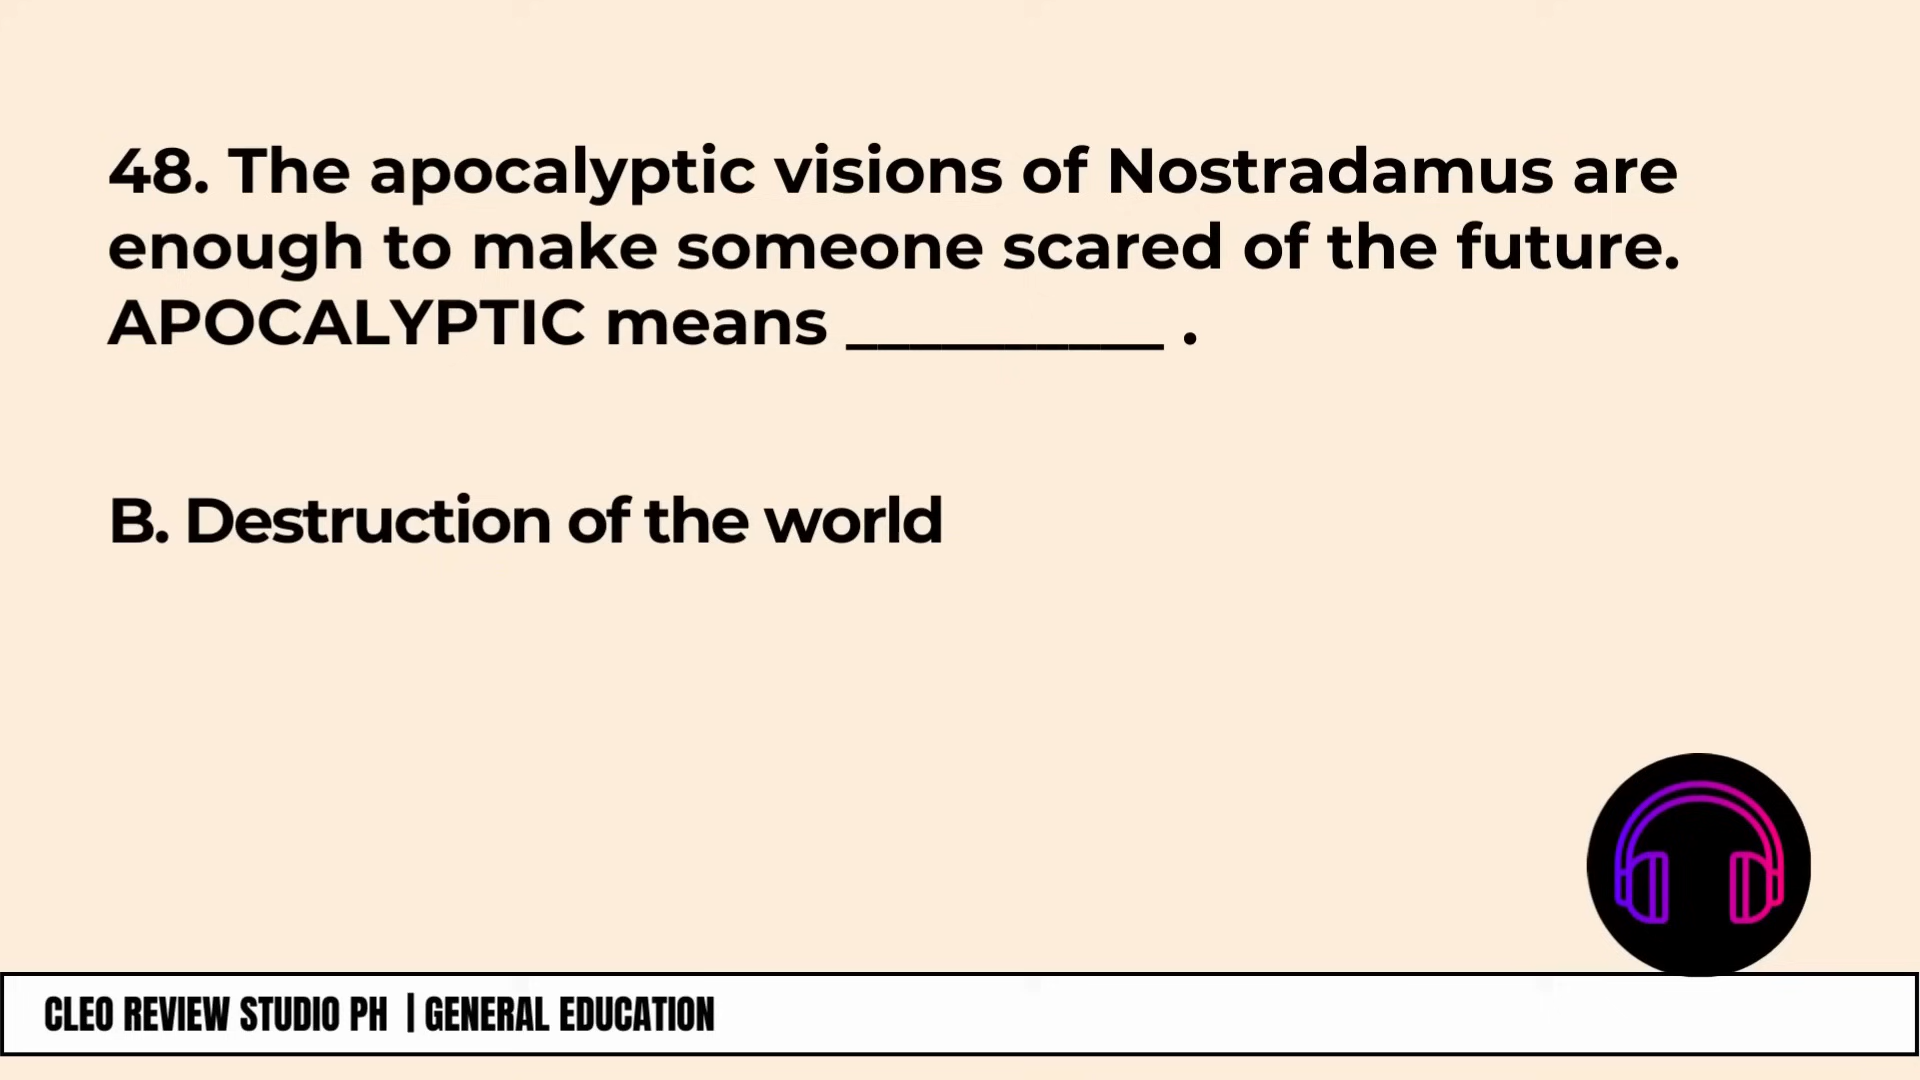 48. The apocalyptic visions of Nostradamus are
enough to make someone scared of the future.
APOCALYPTIC means __________ .
B. Destruction of the world
CLEO REVIEW STUDIO PH | GENERAL EDUCATION